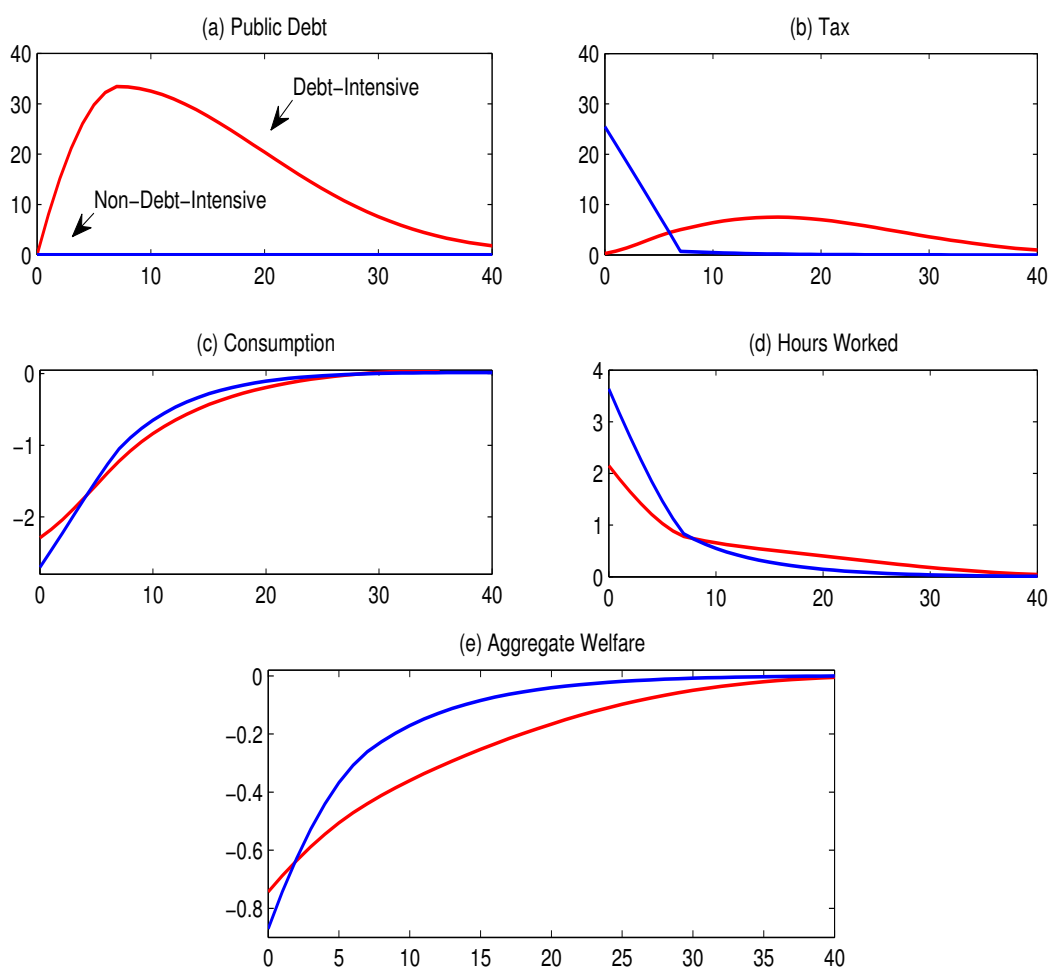 (a) Public Debt
40
30
20
10
0
0 10 20 30 40
Debt−Intensive
Non−Debt−Intensive
(b) Tax
40
30
20
10
0
0 10 20 30 40
(c) Consumption
0
−1
−2
0 10 20 30 40
(d) Hours Worked
4
3
2
1
0
0 10 20 30 40
(e) Aggregate Welfare
0
−0.2
−0.4
−0.6
−0.8
0 5 10 15 20 25 30 35 40